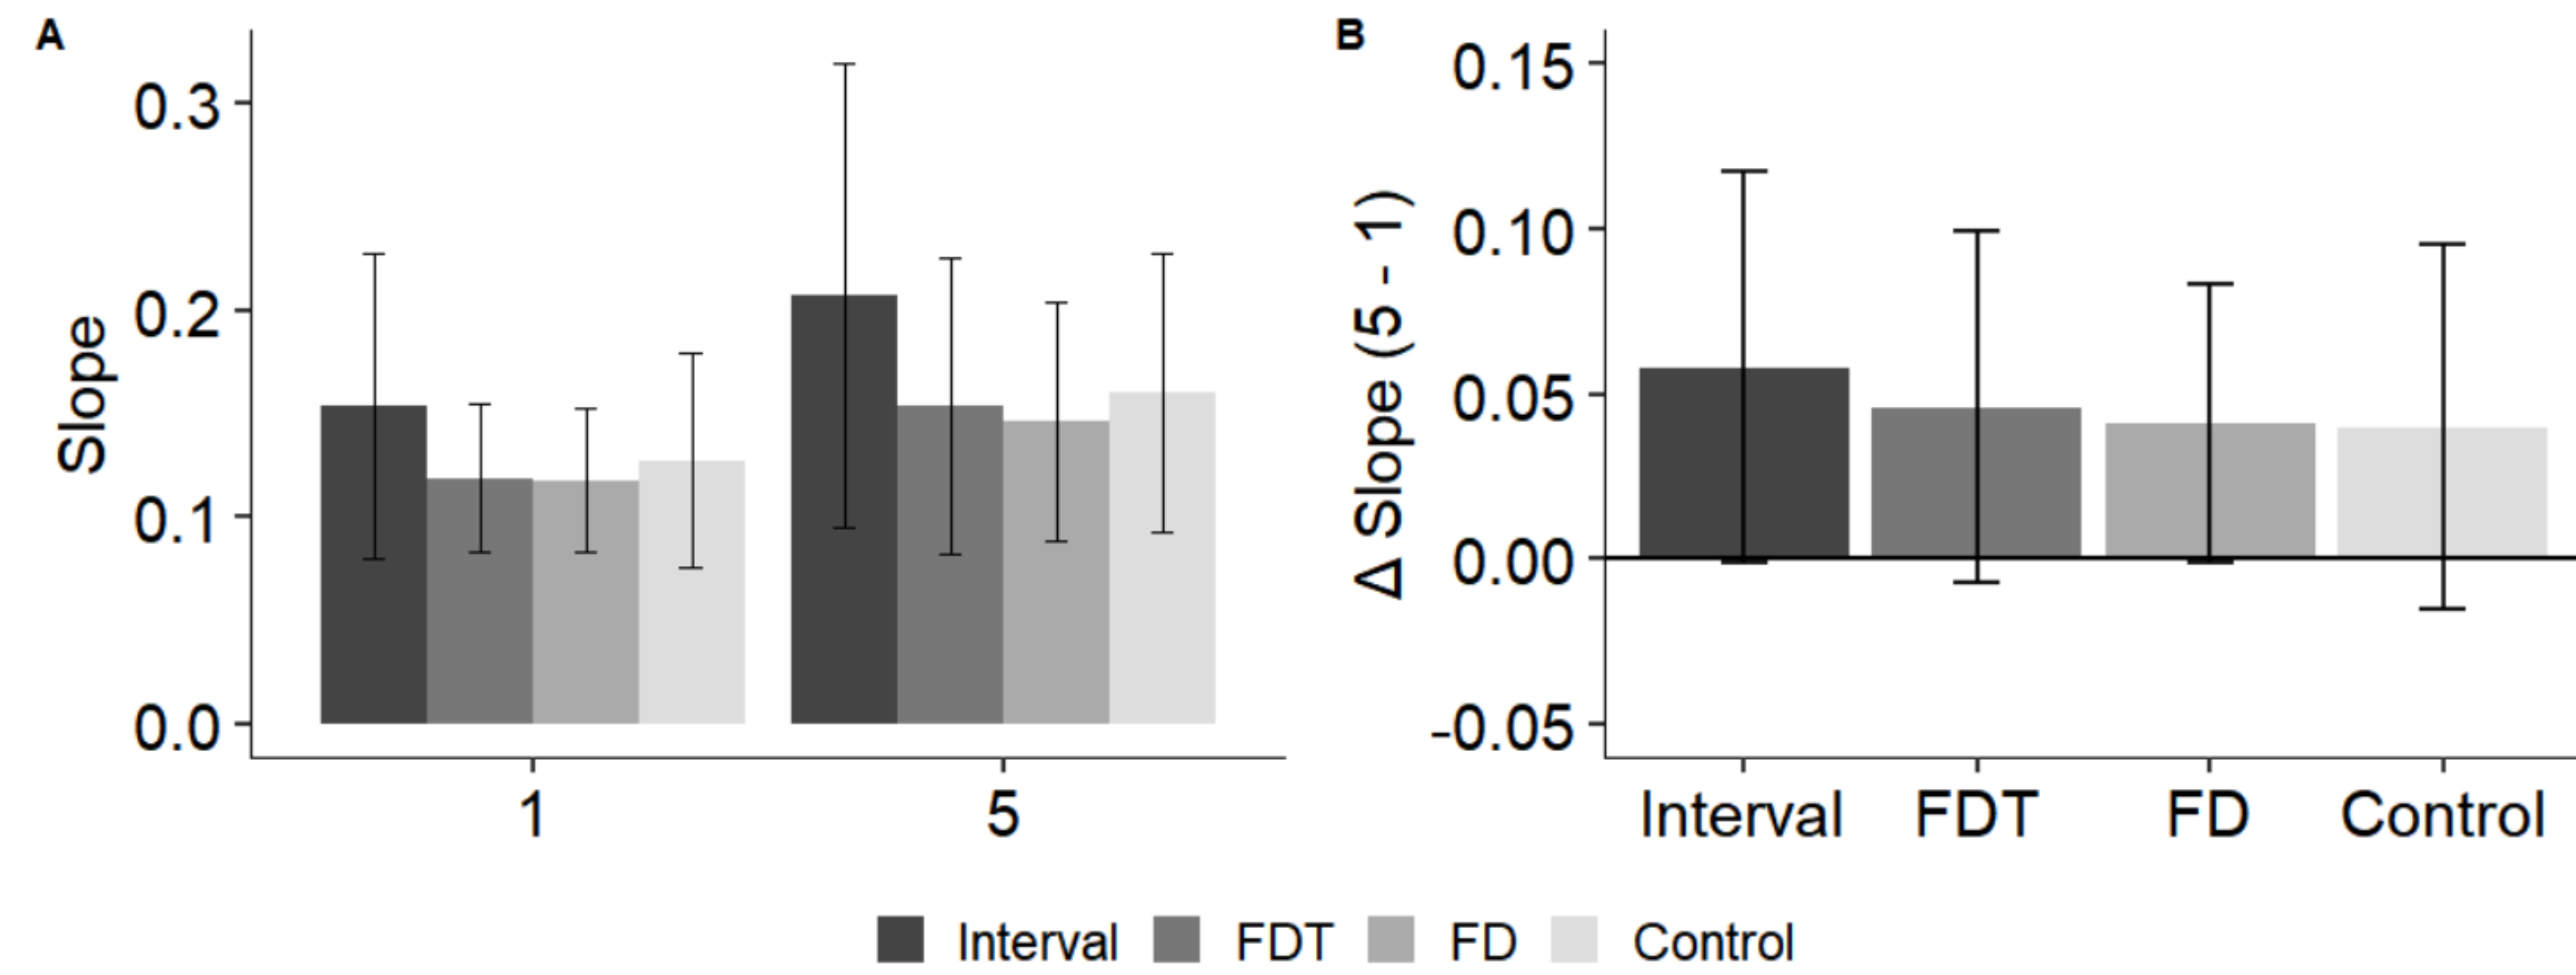 A
Slope
0.3
0.2
0.1
0.0
1
5
B
Δ Slope (5 - 1)
0.15
0.10
0.05
0.00
-0.05
Interval
FDT
FD
Control
Interval FDT FD Control